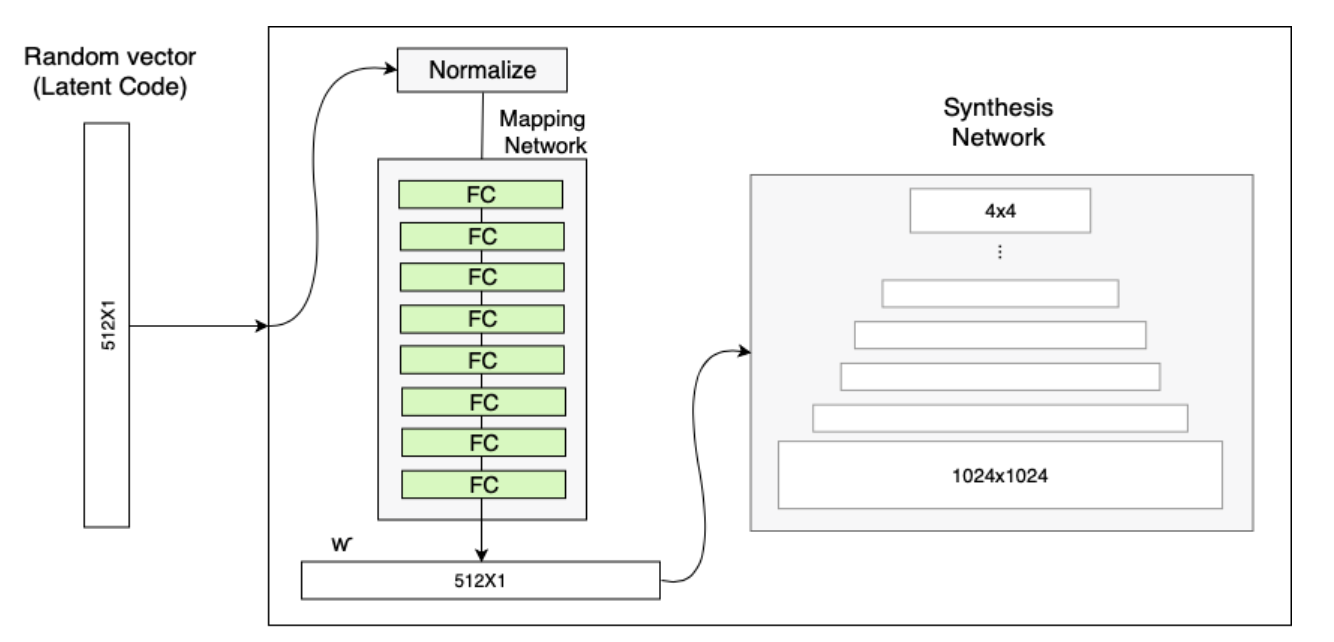 Random vector
(Latent Code)
512X1
Normalize
Mapping
Network
FC
FC
FC
FC
FC
FC
FC
FC
w
512X1
Synthesis
Network
4x4
⋮
1024x1024